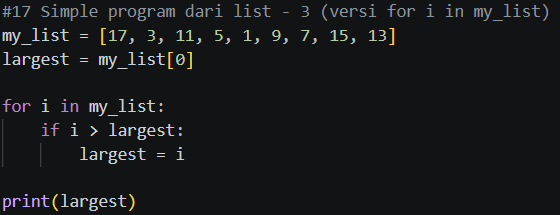 #17 Simple program dari list - 3 (versi for i in my_list)
my_list = [17, 3, 11, 5, 1, 9, 7, 15, 13]
largest = my_list[0]

for i in my_list:
    if i > largest:
        largest = i

print(largest)